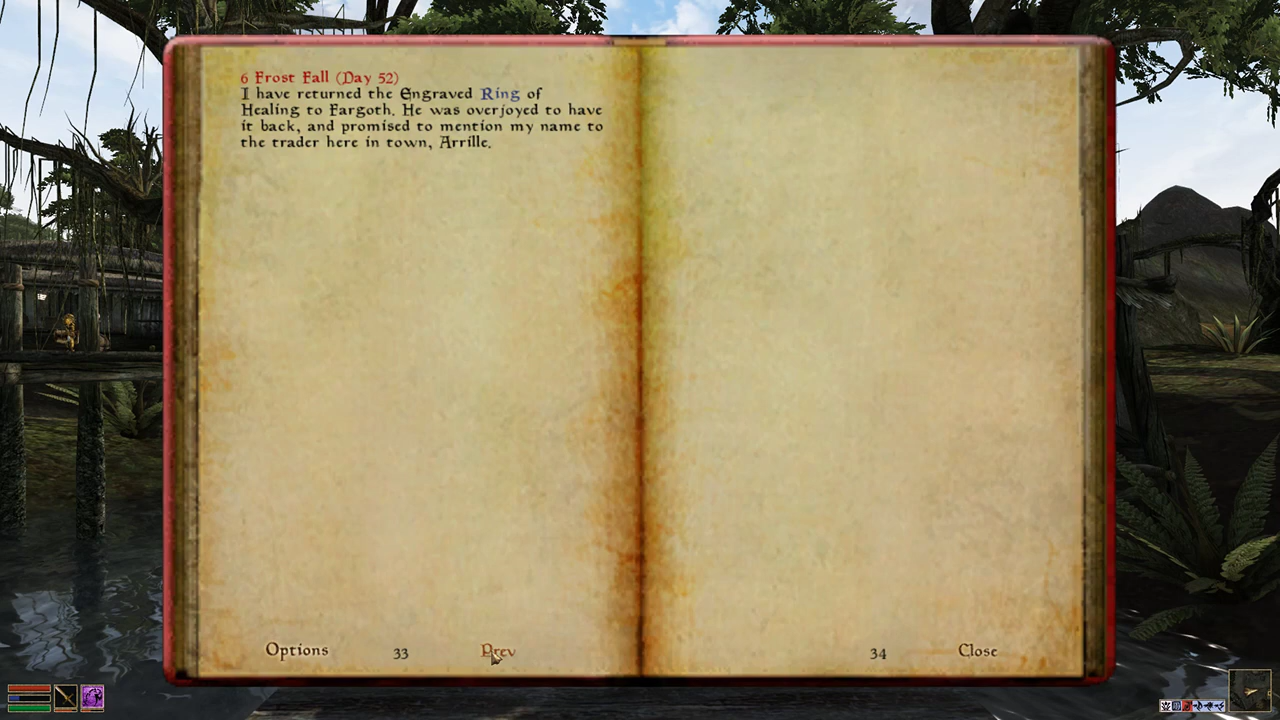 6 Frost Fall (Day 52)
I have returned the Engraved Ring of
Healing to Fargoth. He was overjoyed to have
it back, and promised to mention my name to
the trader here in town, Arrille.
Options 33 Prev 34 Close